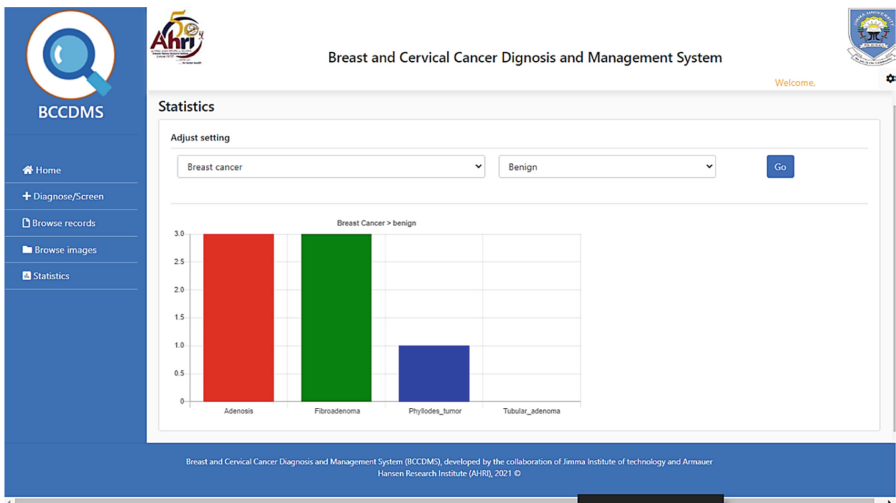 BCCDMS
Home
Diagnose/Screen
Browse records
Browse images
Statistics
Ahri
Breast and Cervical Cancer Dignosis and Management System
Welcome,
Statistics
Adjust setting
Breast cancer
Benign
Go
Breast Cancer > benign
3.0
2.5
2.0
1.5
1.0
0.5
0
Adenosis
Fibroadenoma
Phyllodes_tumor
Tubular_adenoma
Breast and Cervical Cancer Diagnosis and Management System (BCCDMS), developed by the collaboration of Jimma Institute of technology and Armauer
Hansen Research Institute (AHRI), 2021 ©